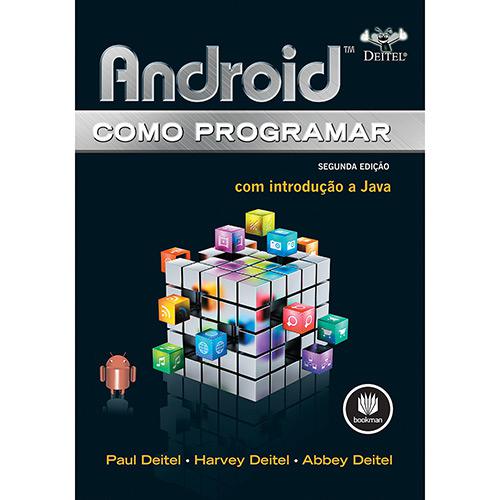 Android™
DEITEL®
COMO PROGRAMAR
SEGUNDA EDIÇÃO
com introdução a Java
bookman
Paul Deitel • Harvey Deitel • Abbey Deitel